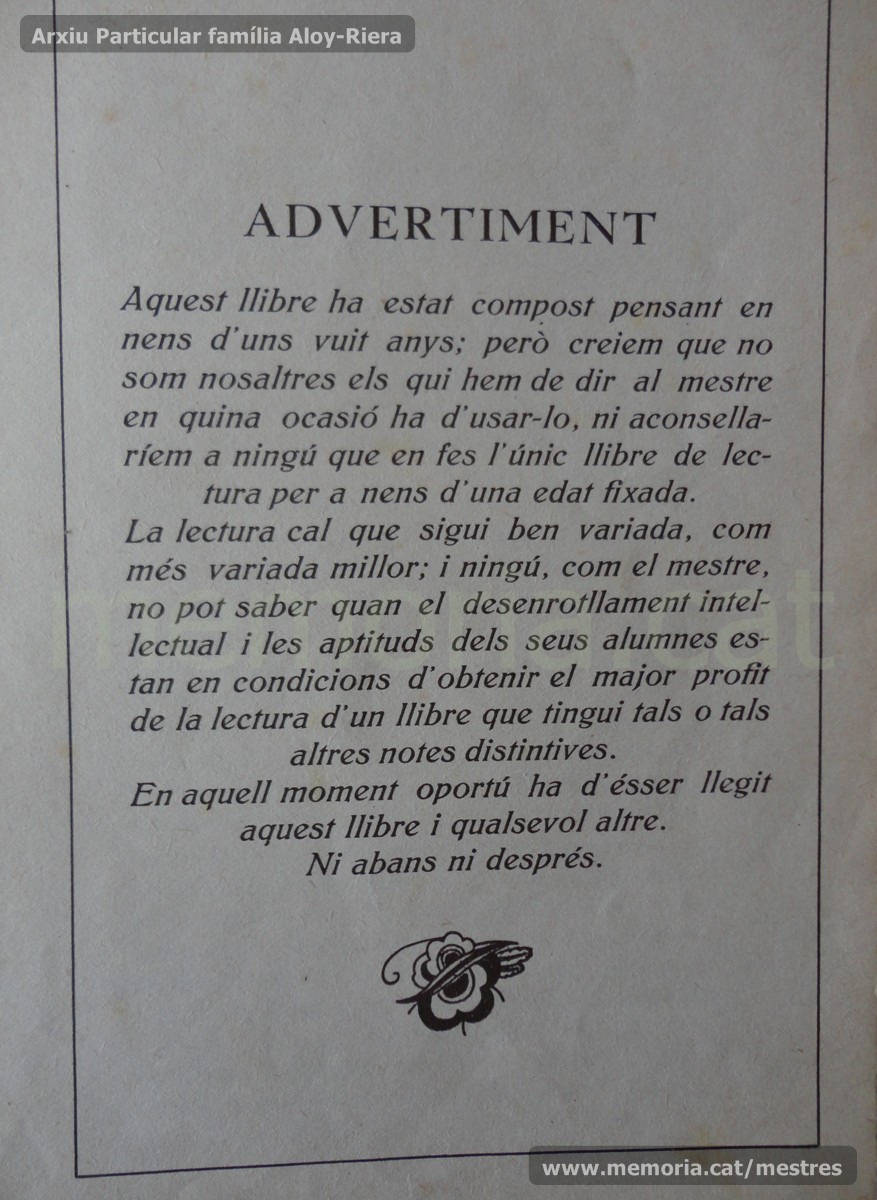 Arxiu Particular família Aloy-Riera
ADVERTIMENT
Aquest llibre ha estat compost pensant en
nens d'uns vuit anys; però creiem que no
som nosaltres els qui hem de dir al mestre
en quina ocasió ha d'usar-lo, ni aconsella-
ríem a ningú que en fes l'únic llibre de lec-
tura per a nens d'una edat fixada.
La lectura cal que sigui ben variada, com
més variada millor; i ningú, com el mestre,
no pot saber quan el desenrotllament intel-
lectual i les aptituds dels seus alumnes es-
tan en condicions d'obtenir el major profit
de la lectura d'un llibre que tingui tals o tals
altres notes distintives.
En aquell moment oportú ha d'ésser llegit
aquest llibre i qualsevol altre.
Ni abans ni després.
www.memoria.cat/mestres